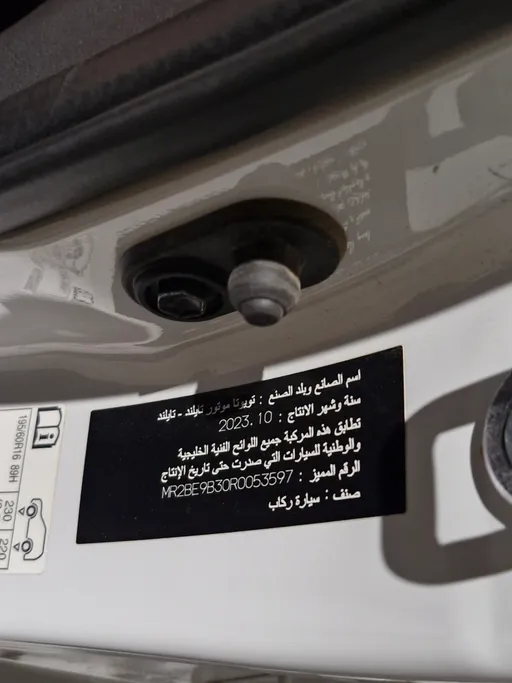 اسم الصانع وبلد الصنع : تويوتا موتور تايلند - تايلند
سنة وشهر الانتاج : 2023.10
تطابق هذه المركبة جميع اللوائح الفنية الخليجية
والوطنية للسيارات التي صدرت حتى تاريخ الإنتاج
الرقم المميز : MR2BE9B30R0053597
صنف : سيارة ركاب
195/60R16 89H
230
220